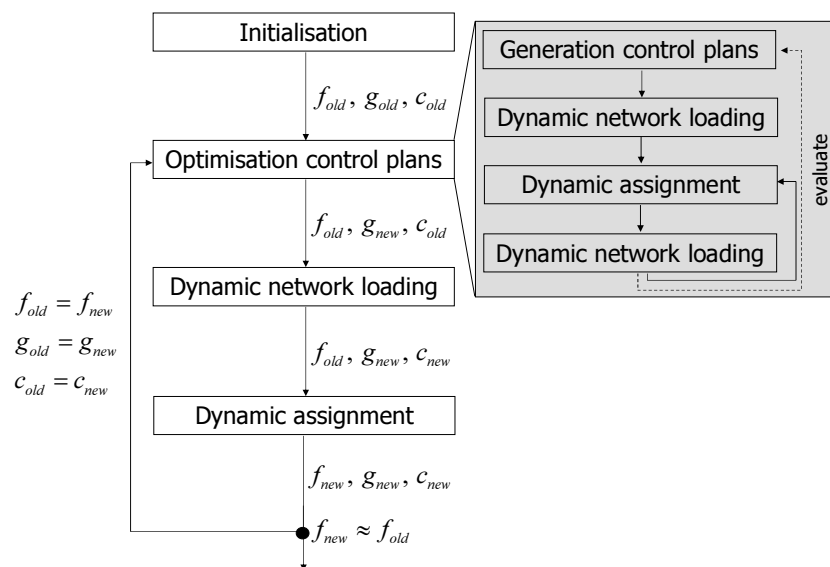 Initialisation
f_old, g_old, c_old
Optimisation control plans
f_old, g_new, c_old
Dynamic network loading
f_old, g_new, c_new
Dynamic assignment
f_new, g_new, c_new
f_new ≈ f_old
f_old = f_new
g_old = g_new
c_old = c_new
Generation control plans
Dynamic network loading
Dynamic assignment
Dynamic network loading
evaluate